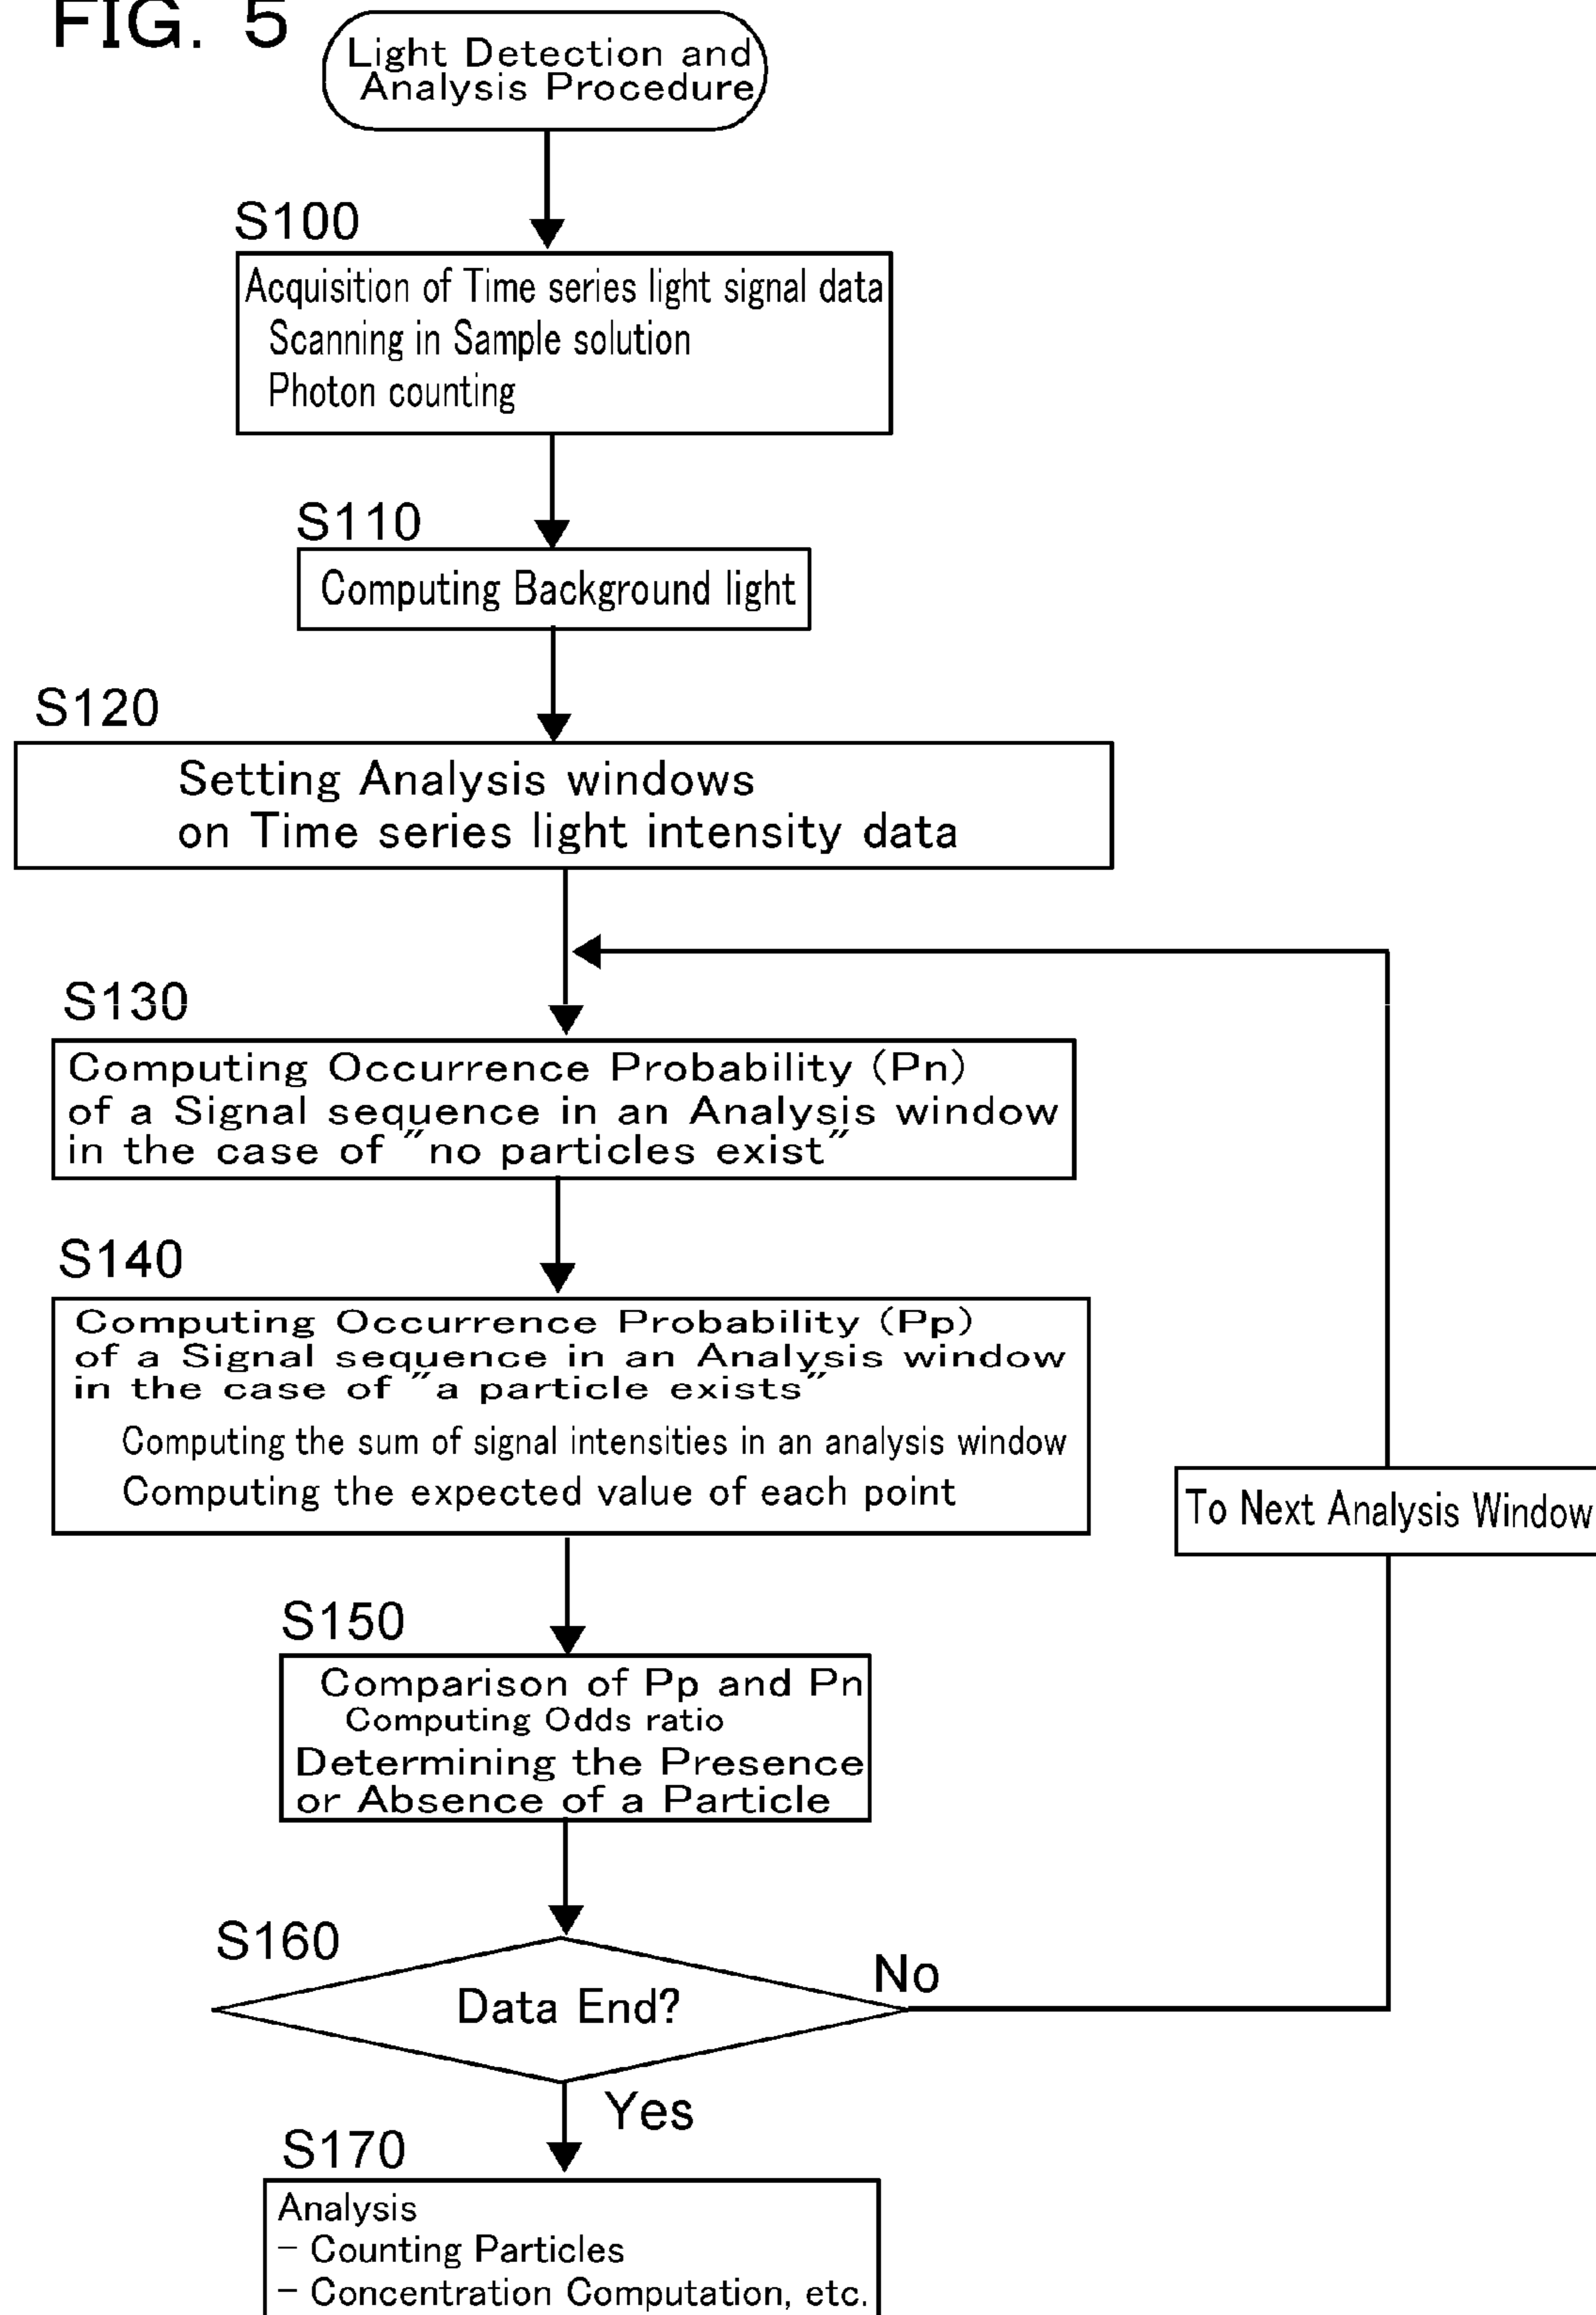 FIG. 5
Light Detection and
Analysis Procedure
S100
Acquisition of Time series light signal data
Scanning in Sample solution
Photon counting
S110
Computing Background light
S120
Setting Analysis windows
on Time series light intensity data
S130
Computing Occurrence Probability (Pn)
of a Signal sequence in an Analysis window
in the case of "no particles exist"
S140
Computing Occurrence Probability (Pp)
of a Signal sequence in an Analysis window
in the case of "a particle exists"
Computing the sum of signal intensities in an analysis window
Computing the expected value of each point
To Next Analysis Window
S150
Comparison of Pp and Pn
Computing Odds ratio
Determining the Presence
or Absence of a Particle
S160
Data End?
No
Yes
S170
Analysis
- Counting Particles
- Concentration Computation, etc.